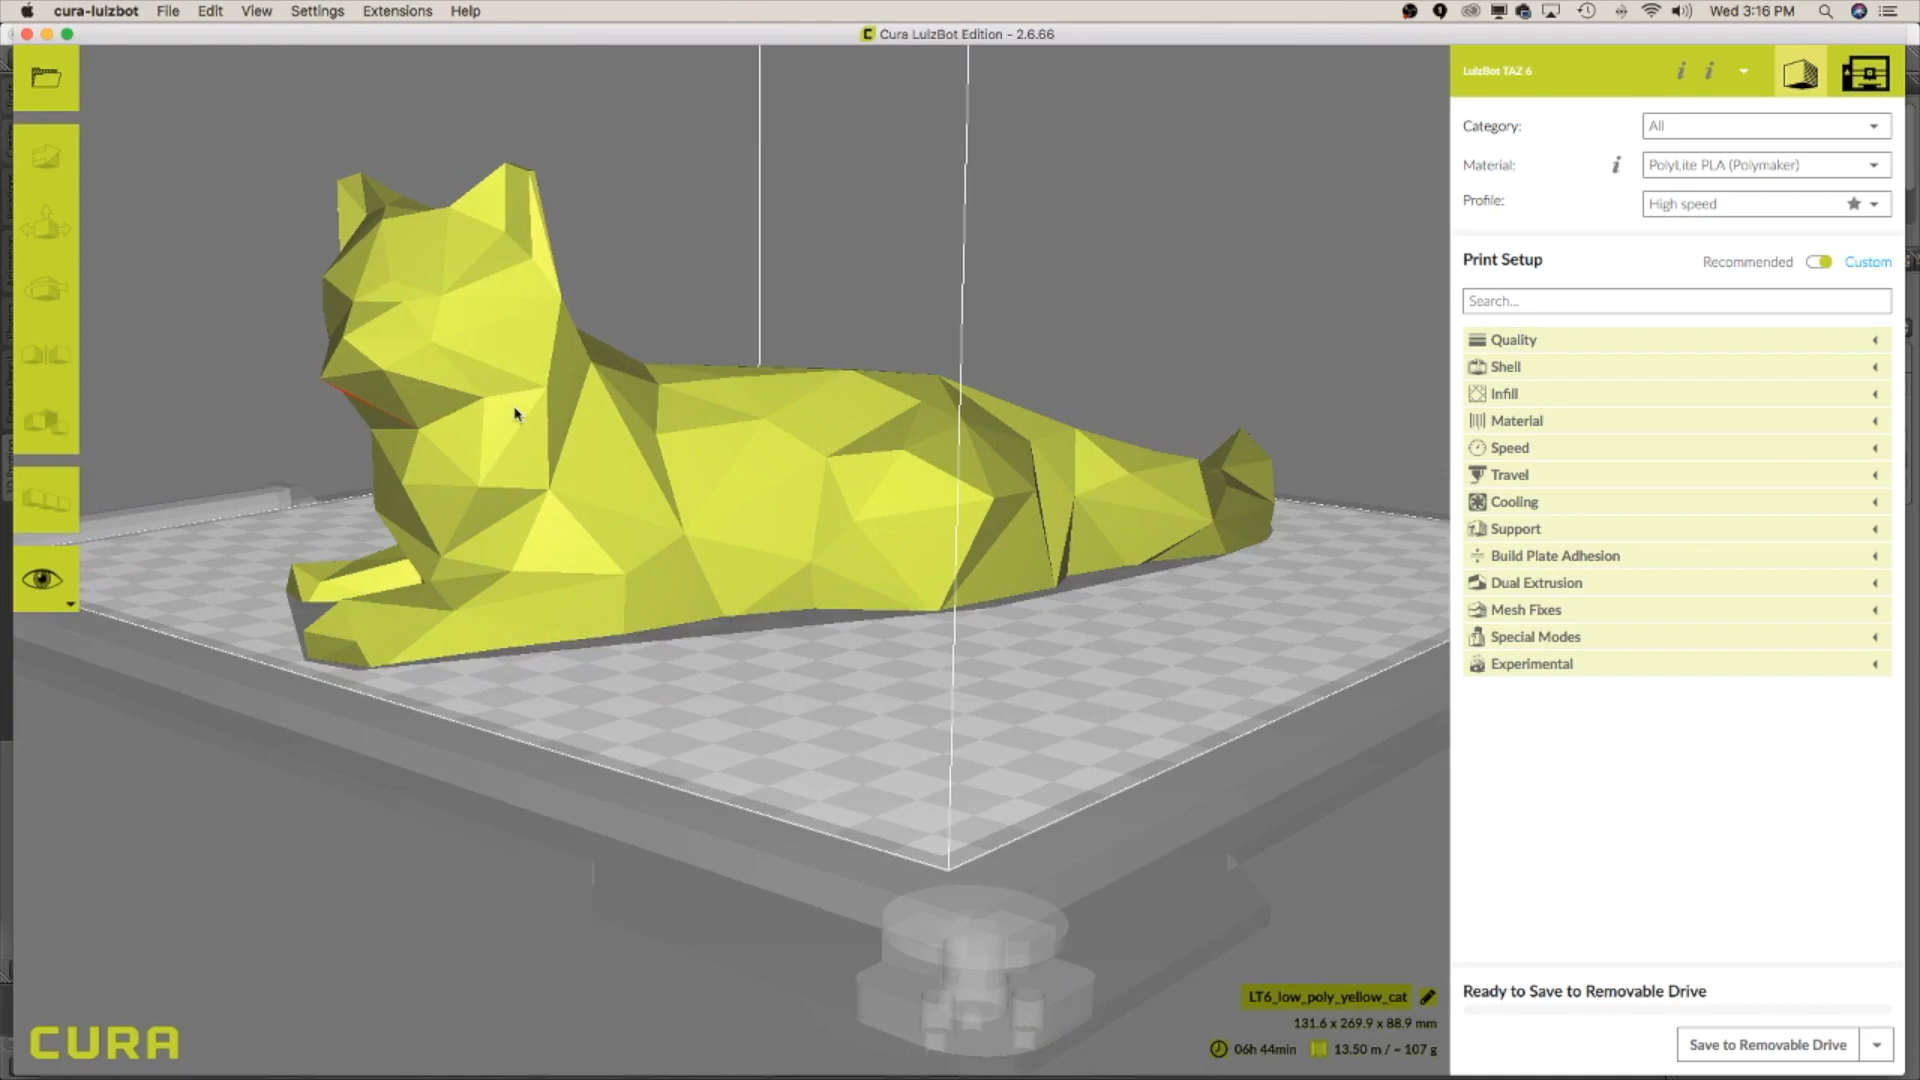 cura-lulzbot File Edit View Settings Extensions Help
Wed 3:16 PM
Cura LulzBot Edition - 2.6.66
LulzBot TAZ 6
Category: All
Material: PolyLite PLA (Polymaker)
Profile: High speed
Print Setup Recommended Custom
Search...
Quality
Shell
Infill
Material
Speed
Travel
Cooling
Support
Build Plate Adhesion
Dual Extrusion
Mesh Fixes
Special Modes
Experimental
Ready to Save to Removable Drive
Save to Removable Drive
LT6_low_poly_yellow_cat
131.6 x 269.9 x 88.9 mm
06h 44min 13.50 m / ~ 107 g
CURA